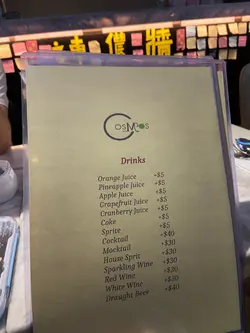 COSMOS
Drinks
Orange Juice +$5
Pineapple Juice +$5
Apple Juice +$5
Grapefruit Juice +$5
Cranberry Juice +$5
Coke +$5
Sprite +$5
Cocktail +$40
Mocktail +$30
House Sprit +$30
Sparkling Wine +$30
Red Wine +$30
White Wine +$30
Draught Beer +$40